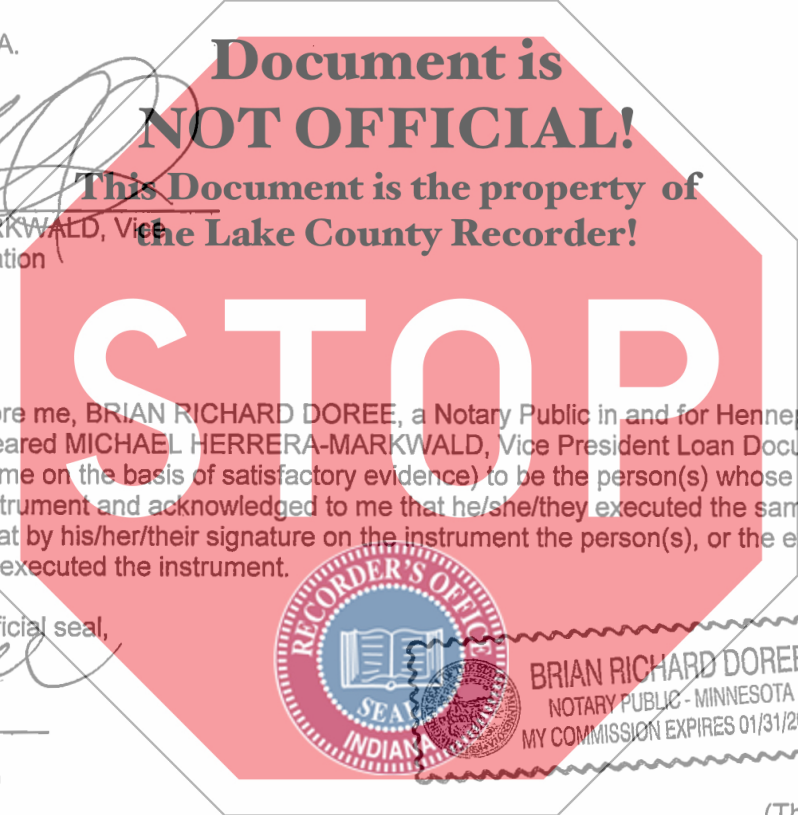 A.
Document is
NOT OFFICIAL!
This Document is the property of
RKWALD, Vice
the Lake County Recorder!
ation
STOP
ore me, BRIAN RICHARD DOREE, a Notary Public in and for Hennep
eared MICHAEL HERRERA-MARKWALD, Vice President Loan Docu
me on the basis of satisfactory evidence) to be the person(s) whose
trument and acknowledged to me that he/she/they executed the sam
at by his/her/their signature on the instrument the person(s), or the e
executed the instrument.
ficial seal,
RECORDER'S OFFICE
SEAL
INDIANA
BRIAN RICHARD DOREE
NOTARY PUBLIC - MINNESOTA
MY COMMISSION EXPIRES 01/31/2
(Th